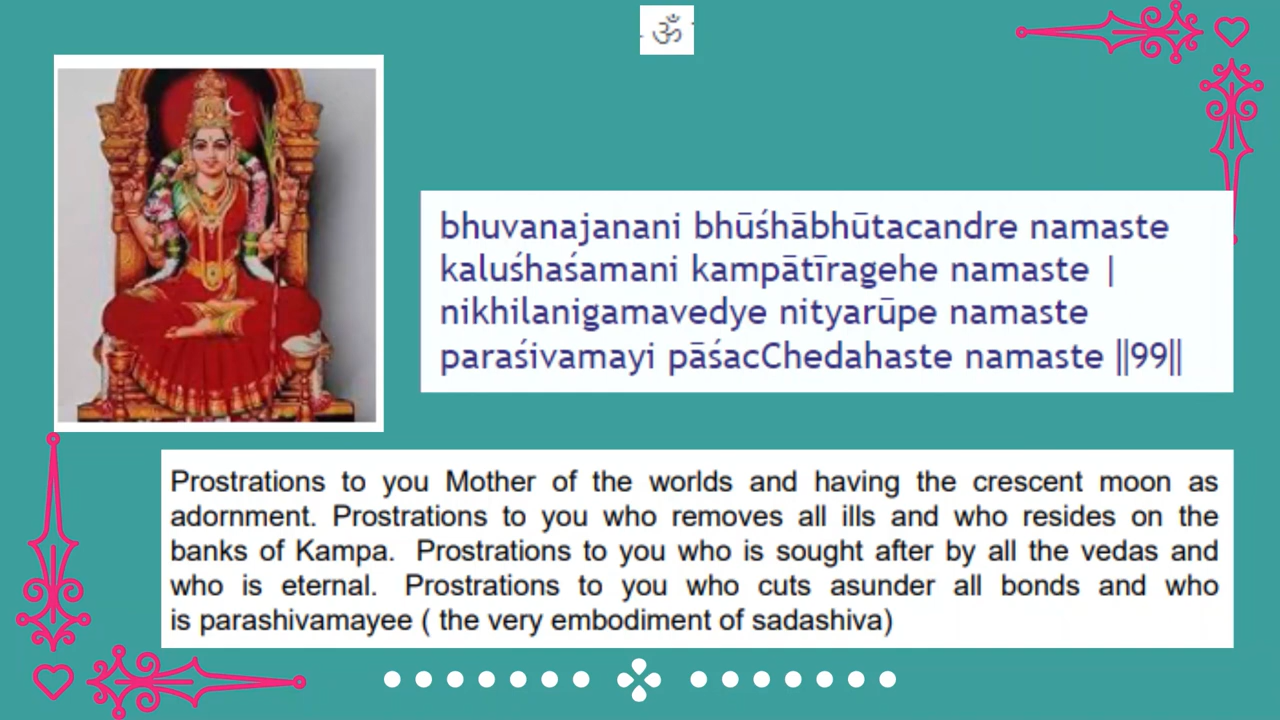 ॐ
bhuvanajanani bhūśhābhūtacandre namaste
kaluśhaśamani kampātīragehe namaste |
nikhilanigamavedye nityarūpe namaste
paraśivamayi pāśacChedahaste namaste ||99||
Prostrations to you Mother of the worlds and having the crescent moon as
adornment. Prostrations to you who removes all ills and who resides on the
banks of Kampa. Prostrations to you who is sought after by all the vedas and
who is eternal. Prostrations to you who cuts asunder all bonds and who
is parashivamayee ( the very embodiment of sadashiva)